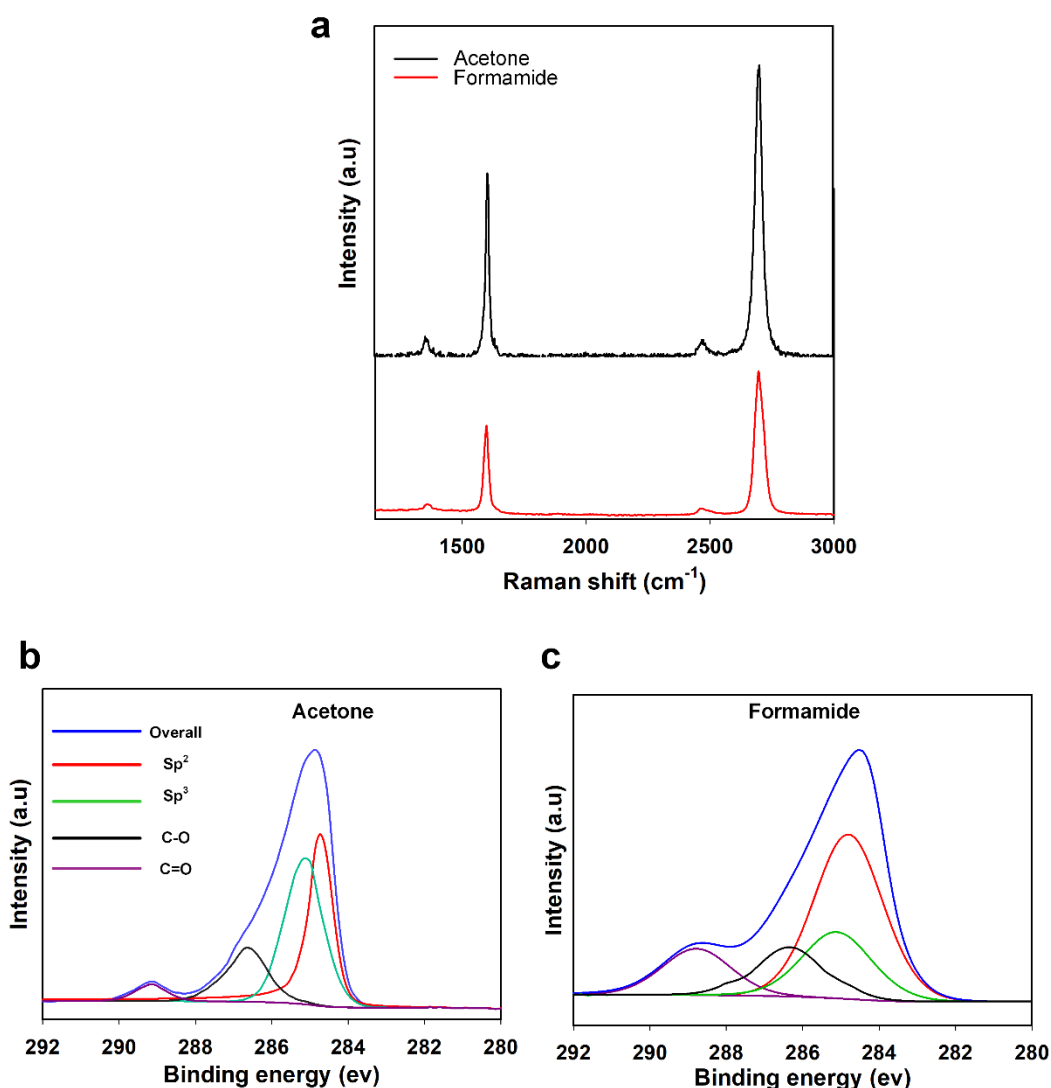 a
Acetone
Formamide
Intensity (a.u)
1500 2000 2500 3000
Raman shift (cm⁻¹)
b
Acetone
Overall
Sp²
Sp³
C-O
C=O
Intensity (a.u)
292 290 288 286 284 282 280
Binding energy (ev)
c
Formamide
Intensity (a.u)
292 290 288 286 284 282 280
Binding energy (ev)